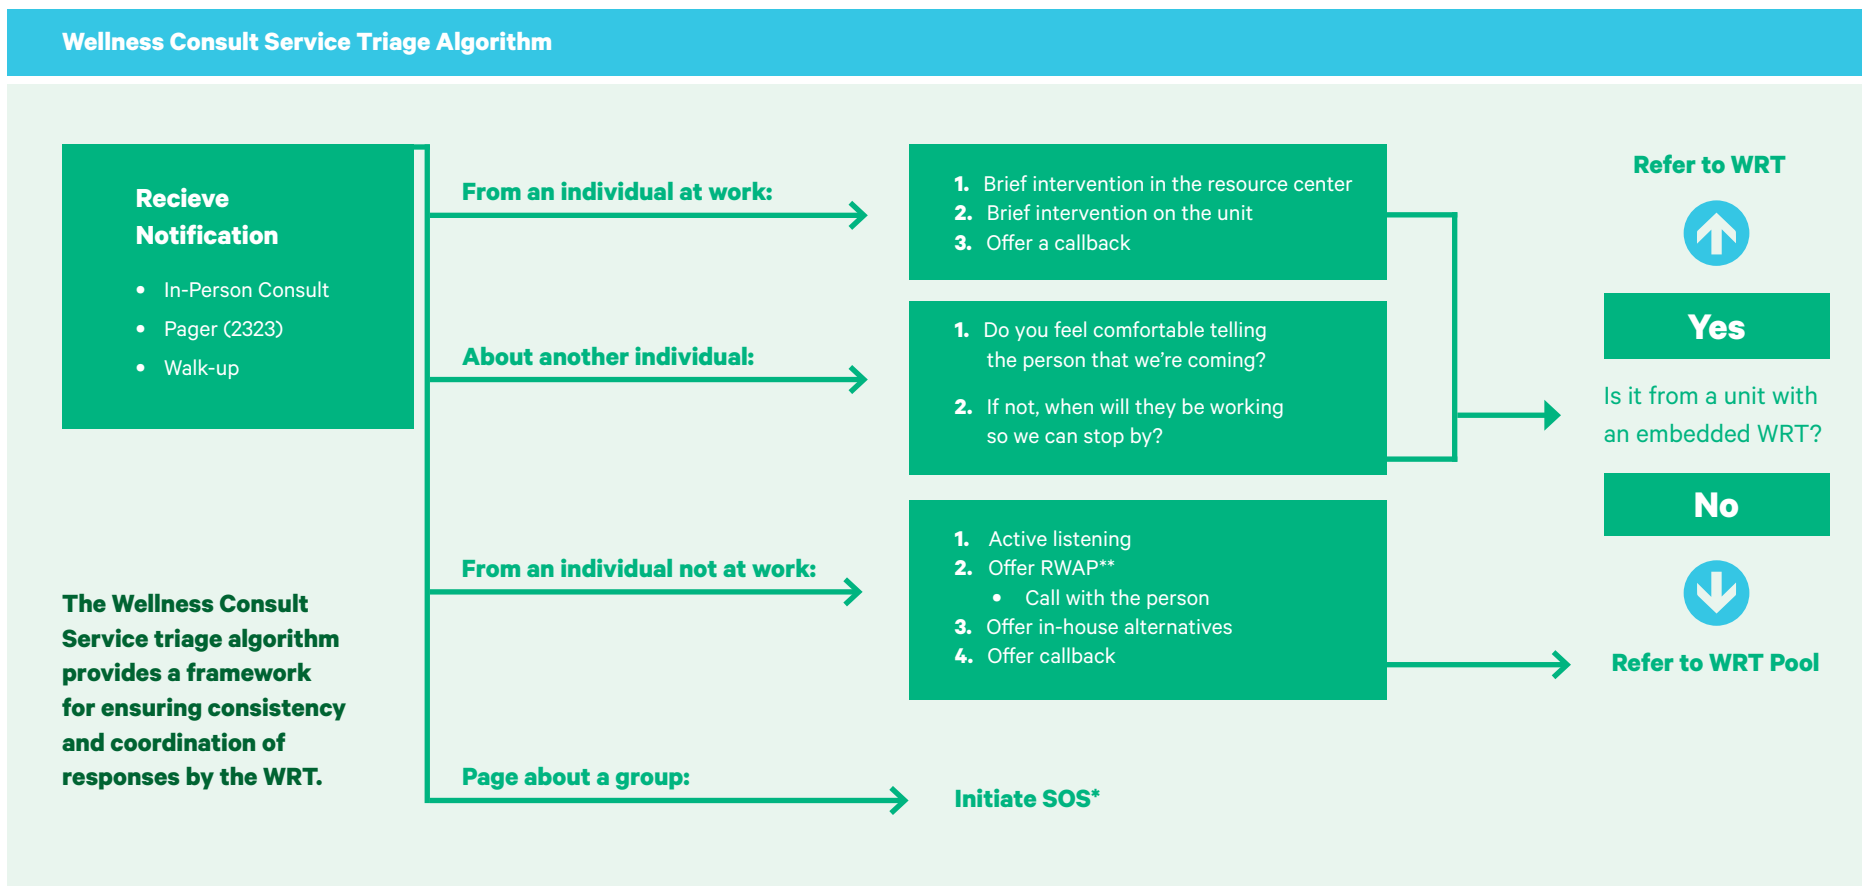 Wellness Consult Service Triage Algorithm
Recieve
Notification
• In-Person Consult
• Pager (2323)
• Walk-up
The Wellness Consult
Service triage algorithm
provides a framework
for ensuring consistency
and coordination of
responses by the WRT.
From an individual at work:
1. Brief intervention in the resource center
2. Brief intervention on the unit
3. Offer a callback
About another individual:
1. Do you feel comfortable telling
the person that we’re coming?
2. If not, when will they be working
so we can stop by?
From an individual not at work:
1. Active listening
2. Offer RWAP**
• Call with the person
3. Offer in-house alternatives
4. Offer callback
Page about a group:
Initiate SOS*
Refer to WRT
Yes
Is it from a unit with
an embedded WRT?
No
Refer to WRT Pool